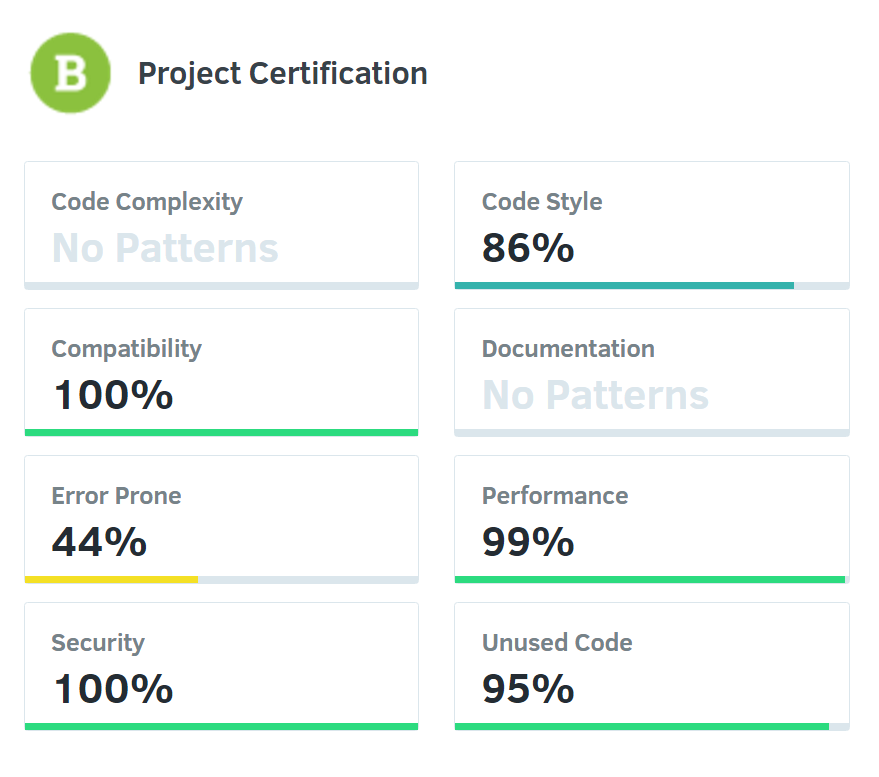 B
Project Certification
Code Complexity
No Patterns
Code Style
86%
Compatibility
100%
Documentation
No Patterns
Error Prone
44%
Performance
99%
Security
100%
Unused Code
95%